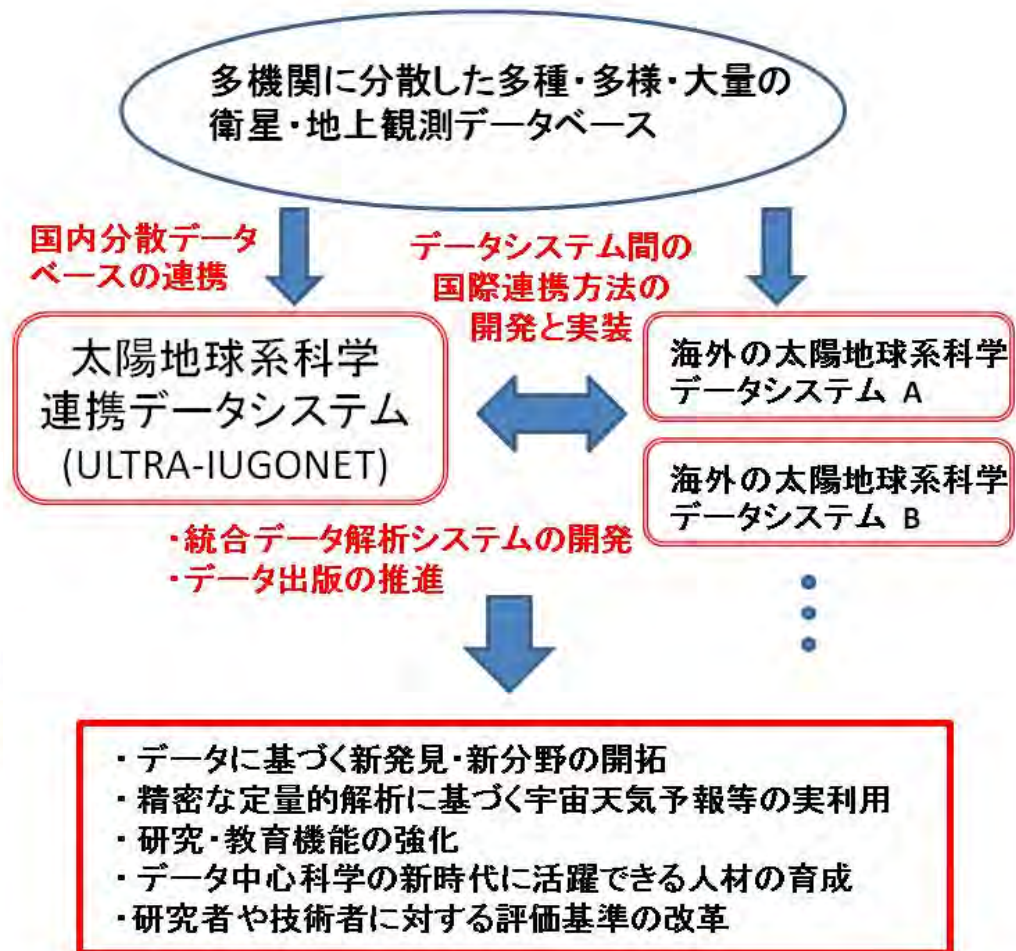 多機関に分散した多種・多様・大量の
衛星・地上観測データベース
国内分散データ
ベースの連携
データシステム間の
国際連携方法の
開発と実装
太陽地球系科学
連携データシステム
(ULTRA-IUGONET)
海外の太陽地球系科学
データシステム A
海外の太陽地球系科学
データシステム B
・統合データ解析システムの開発
・データ出版の推進
・データに基づく新発見・新分野の開拓
・精密な定量的解析に基づく宇宙天気予報等の実利用
・研究・教育機能の強化
・データ中心科学の新時代に活躍できる人材の育成
・研究者や技術者に対する評価基準の改革